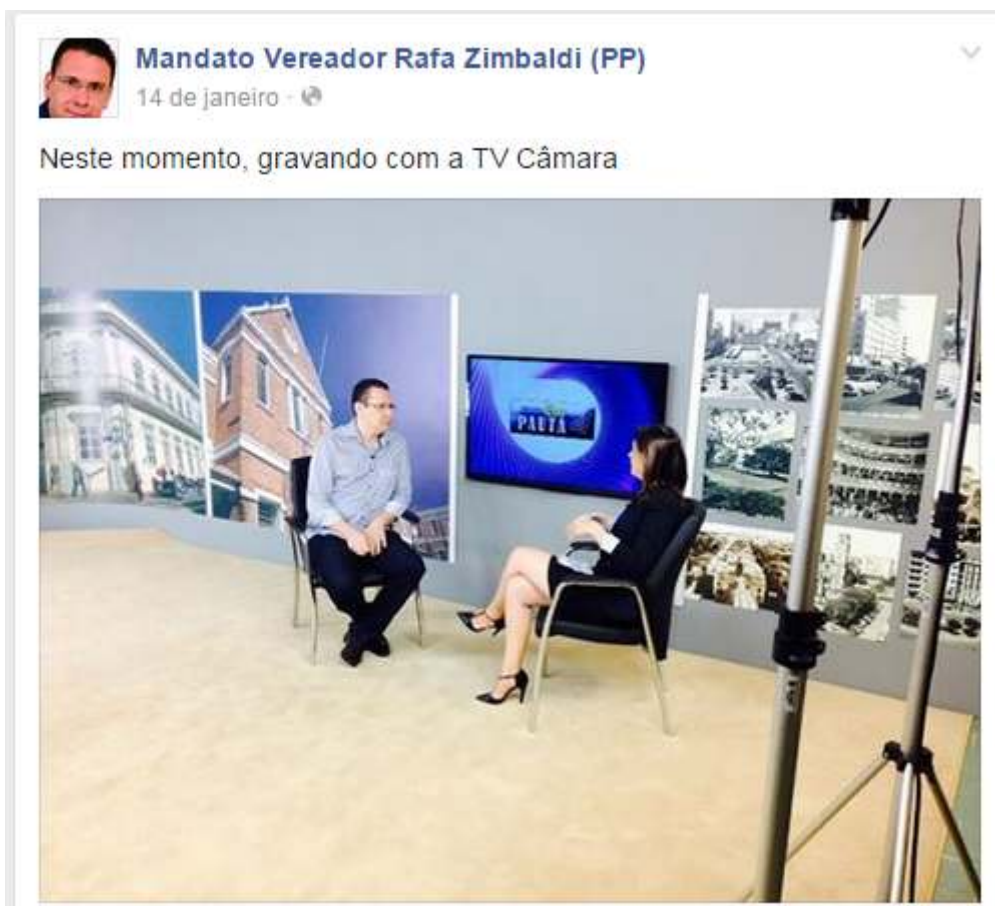 Mandato Vereador Rafa Zimbaldi (PP)
14 de janeiro ·
Neste momento, gravando com a TV Câmara
PAUTA